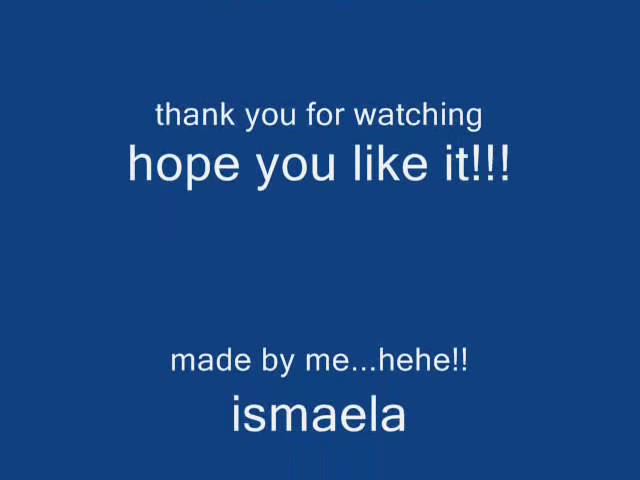 thank you for watching
hope you like it!!!
made by me...hehe!!
ismaela